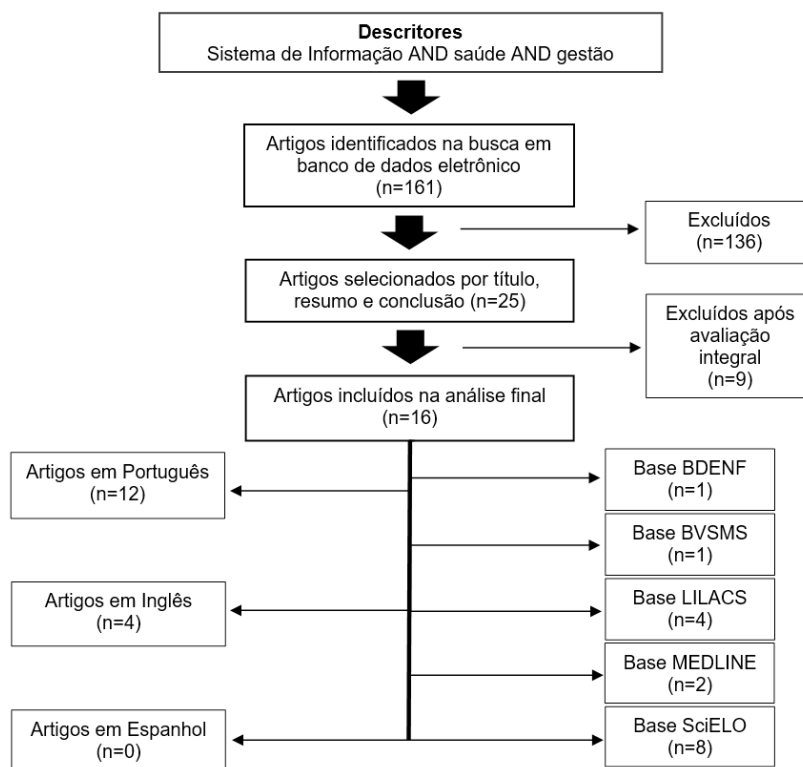 Descritores
Sistema de Informação AND saúde AND gestão
Artigos identificados na busca em
banco de dados eletrônico
(n=161)
Excluídos
(n=136)
Artigos selecionados por título,
resumo e conclusão (n=25)
Excluídos após
avaliação
integral
(n=9)
Artigos incluídos na análise final
(n=16)
Artigos em Português
(n=12)
Base BDENF
(n=1)
Base BVSMS
(n=1)
Artigos em Inglês
(n=4)
Base LILACS
(n=4)
Base MEDLINE
(n=2)
Artigos em Espanhol
(n=0)
Base SciELO
(n=8)